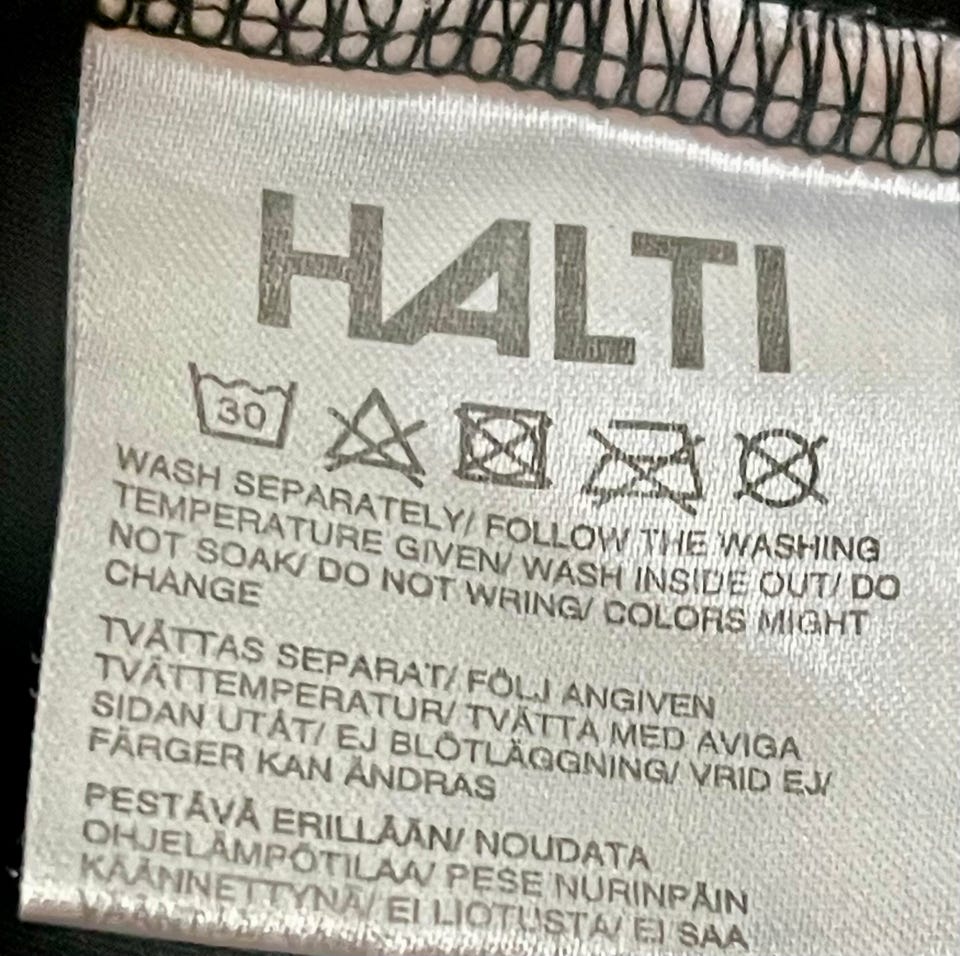 HALTI
30
WASH SEPARATELY/ FOLLOW THE WASHING
TEMPERATURE GIVEN/ WASH INSIDE OUT/ DO
NOT SOAK/ DO NOT WRING/ COLORS MIGHT
CHANGE
TVÄTTAS SEPARAT/ FÖLJ ANGIVEN
TVÄTTEMPERATUR/ TVÄTTA MED AVIGA
SIDAN UTÅT/ EJ BLÖTLÄGGNING/ VRID EJ/
FÄRGER KAN ÄNDRAS
PESTÄVÄ ERILLÄÄN/ NOUDATA
OHJELÄMPÖTILAA/ PESE NURINPÄIN
KÄÄNNETTYNÄ/ EI LIOTUSTA/ EI SAA